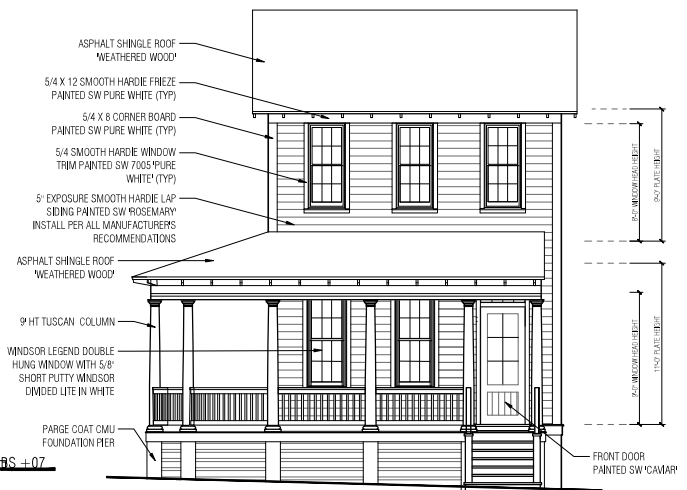 ASPHALT SHINGLE ROOF
'WEATHERED WOOD'
5/4 X 12 SMOOTH HARDIE FRIEZE
PAINTED SW PURE WHITE (TYP)
5/4 X 8 CORNER BOARD
PAINTED SW PURE WHITE (TYP)
5/4 SMOOTH HARDIE WINDOW
TRIM PAINTED SW 7005 'PURE
WHITE' (TYP)
5" EXPOSURE SMOOTH HARDIE LAP
SIDING PAINTED SW 'ROSEMARY'
INSTALL PER ALL MANUFACTURER'S
RECOMMENDATIONS
ASPHALT SHINGLE ROOF
'WEATHERED WOOD'
9' HT TUSCAN COLUMN
WINDSOR LEGEND DOUBLE
HUNG WINDOW WITH 5/8"
SHORT PUTTY WINDSOR
DIVIDED LITE IN WHITE
PARGE COAT CMU
FOUNDATION PIER
BS +07
8'-0" WINDOW HEAD HEIGHT
9'-0" PLATE HEIGHT
9'-0" WINDOW HEAD HEIGHT
11'-0" PLATE HEIGHT
FRONT DOOR
PAINTED SW 'CAVIAR'